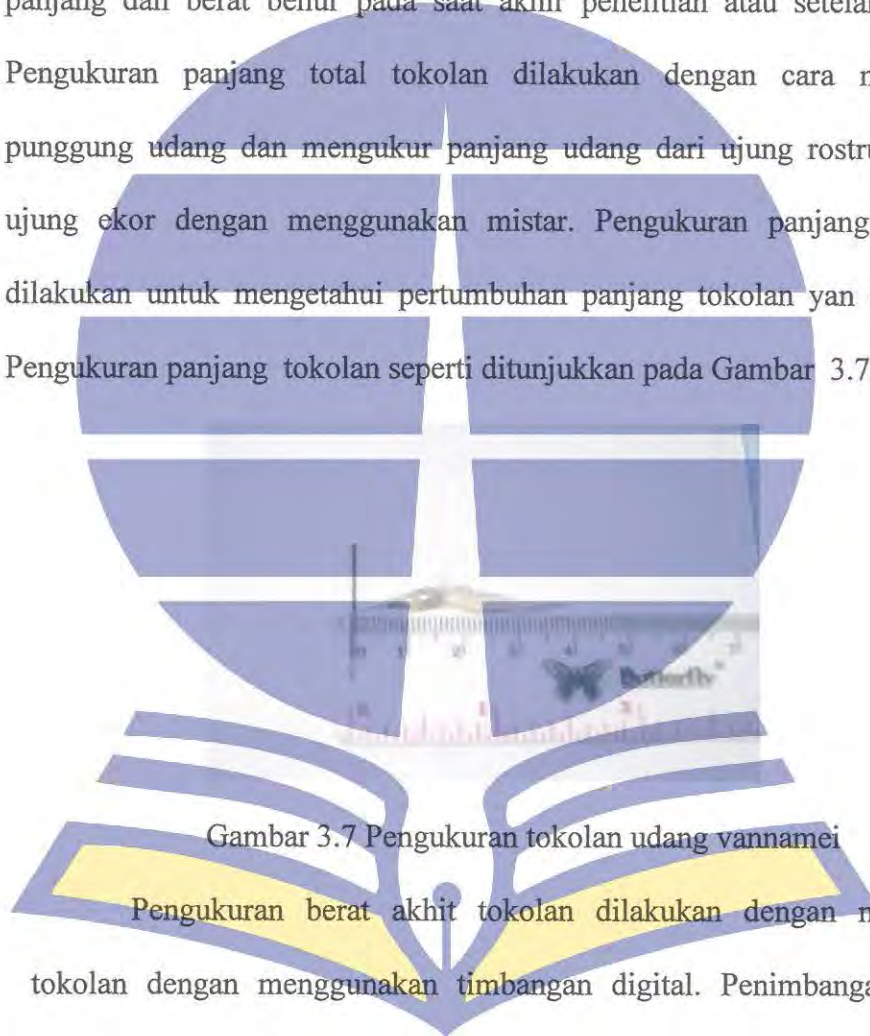 panjang dan berat benur pada saat akhir penelitian atau setela
Pengukuran panjang total tokolan dilakukan dengan cara
punggung udang dan mengukur panjang udang dari ujung rostr
ujung ekor dengan menggunakan mistar. Pengukuran panjang
dilakukan untuk mengetahui pertumbuhan panjang tokolan yan
Pengukuran panjang tokolan seperti ditunjukkan pada Gambar 3.7
Butterfly
Gambar 3.7 Pengukuran tokolan udang vannamei
Pengukuran berat akhit tokolan dilakukan dengan
tokolan dengan menggunakan timbangan digital. Penimbanga